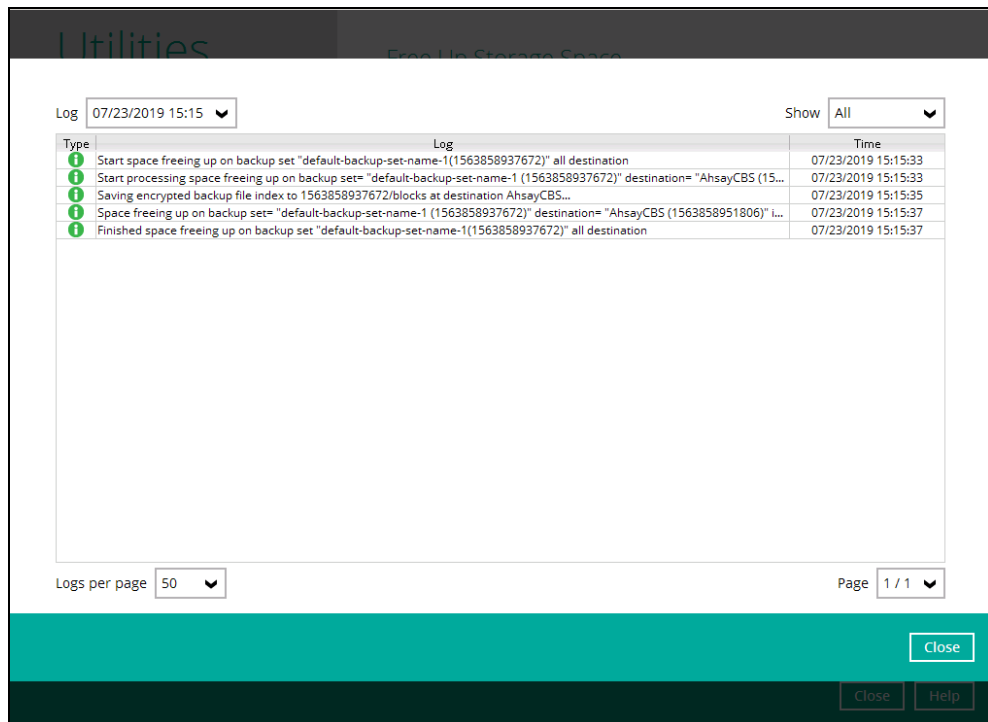 Utilities
Free Up Storage Space
Log 07/23/2019 15:15 Show All
Type Log Time
Start space freeing up on backup set "default-backup-set-name-1(1563858937672)" all destination 07/23/2019 15:15:33
Start processing space freeing up on backup set= "default-backup-set-name-1 (1563858937672)" destination= "AhsayCBS (15... 07/23/2019 15:15:33
Saving encrypted backup file index to 1563858937672/blocks at destination AhsayCBS... 07/23/2019 15:15:35
Space freeing up on backup set= "default-backup-set-name-1 (1563858937672)" destination= "AhsayCBS (1563858951806)" i... 07/23/2019 15:15:37
Finished space freeing up on backup set "default-backup-set-name-1(1563858937672)" all destination 07/23/2019 15:15:37
Logs per page 50 Page 1 / 1
Close
Close Help